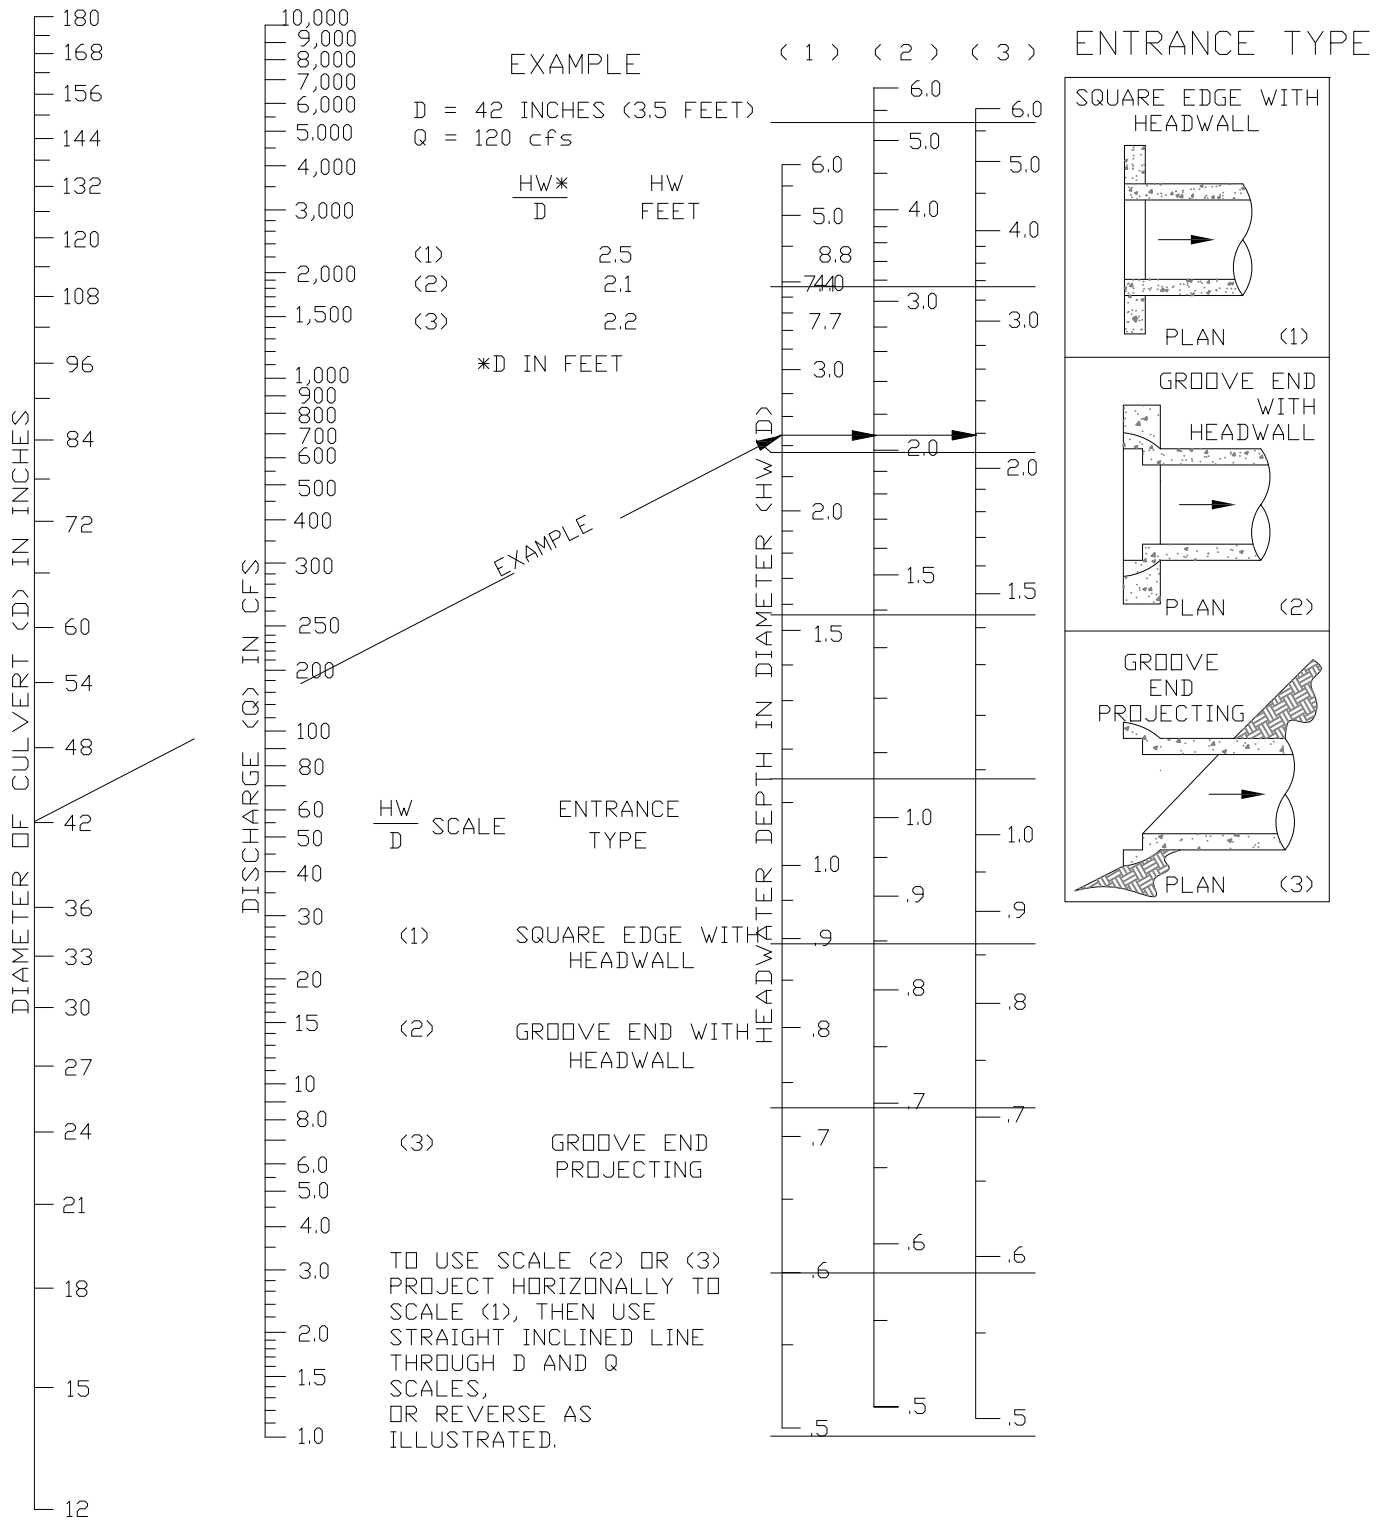 DIAMETER OF CULVERT (D) IN INCHES
180
168
156
144
132
120
108
96
84
72
60
54
48
42
36
33
30
27
24
21
18
15
12
DISCHARGE (Q) IN CFS
10,000
9,000
8,000
7,000
6,000
5.000
4,000
3,000
2,000
1,500
1,000
900
800
700
600
500
400
300
250
200
100
80
60
50
40
30
20
15
10
8.0
6.0
5.0
4.0
3.0
2.0
1.5
1.0
EXAMPLE
D = 42 INCHES (3.5 FEET)
Q = 120 cfs
HW* HW
D FEET
(1) 2.5 8.8
(2) 2.1 7.4
(3) 2.2 7.7
*D IN FEET
EXAMPLE
HW ENTRANCE
D SCALE TYPE
(1) SQUARE EDGE WITH
HEADWALL
(2) GROOVE END WITH
HEADWALL
(3) GROOVE END
PROJECTING
TO USE SCALE (2) OR (3)
PROJECT HORIZONALLY TO
SCALE (1), THEN USE
STRAIGHT INCLINED LINE
THROUGH D AND Q
SCALES,
OR REVERSE AS
ILLUSTRATED.
HEADWATER DEPTH IN DIAMETER (HW D)
(1)
6.0
5.0
4.0
3.0
2.0
1.5
1.0
.9
.8
.7
.6
.5
(2)
6.0
5.0
4.0
3.0
2.0
1.5
1.0
.9
.8
.7
.6
.5
(3)
6.0
5.0
4.0
3.0
2.0
1.5
1.0
.9
.8
.7
.6
.5
ENTRANCE TYPE
SQUARE EDGE WITH
HEADWALL
PLAN (1)
GROOVE END
WITH
HEADWALL
PLAN (2)
GROOVE
END
PROJECTING
PLAN (3)